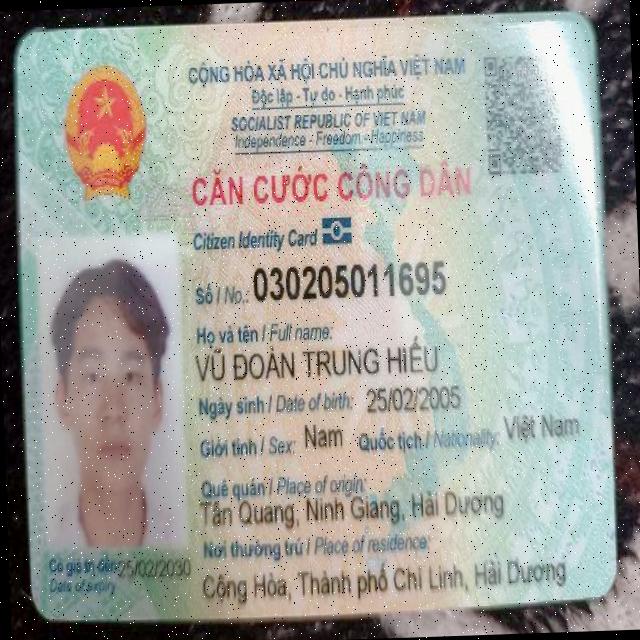 CỘNG HÒA XÃ HỘI CHỦ NGHĨA VIỆT NAM
Độc lập - Tự do - Hạnh phúc
SOCIALIST REPUBLIC OF VIET NAM
Independence - Freedom - Happiness
CĂN CƯỚC CÔNG DÂN
Citizen Identity Card
Số / No.: 030205011695
Họ và tên / Full name:
VŨ ĐOÀN TRUNG HIẾU
Ngày sinh / Date of birth: 25/02/2005
Giới tính / Sex: Nam Quốc tịch / Nationality: Việt Nam
Quê quán / Place of origin:
Tân Quang, Ninh Giang, Hải Dương
Nơi thường trú / Place of residence:
Cộng Hòa, Thành phố Chí Linh, Hải Dương
Có giá trị đến: 25/02/2030
Date of expiry